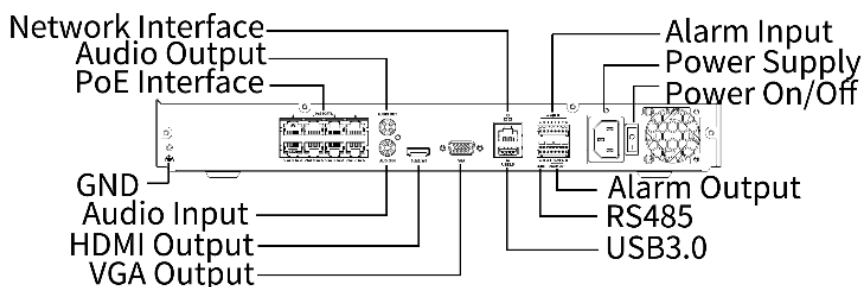 Network Interface
Audio Output
PoE Interface
Alarm Input
Power Supply
Power On/Off
GND
Audio Input
HDMI Output
VGA Output
Alarm Output
RS485
USB3.0